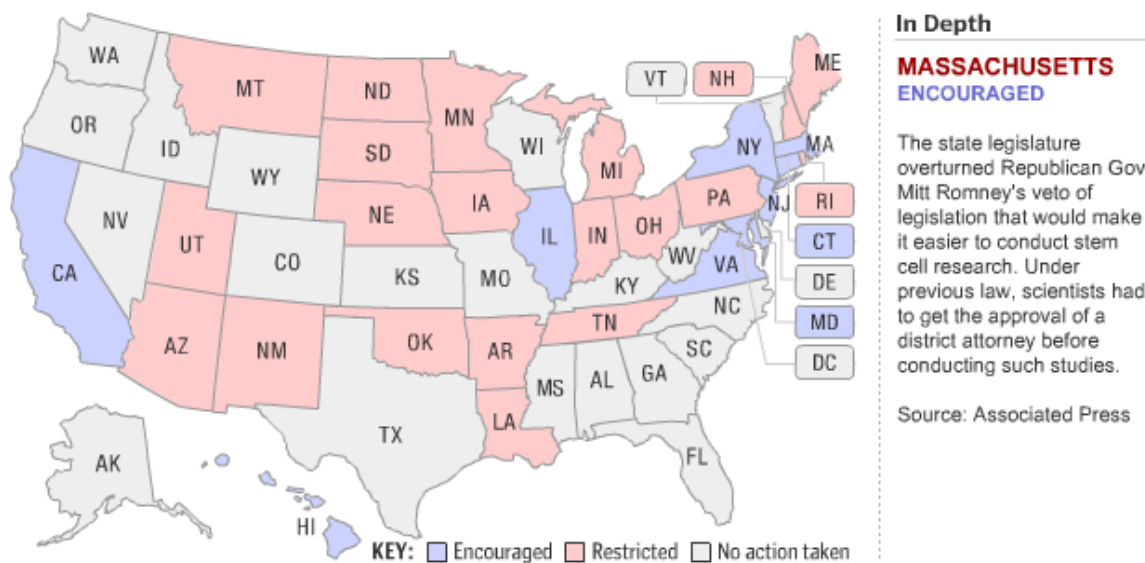 WA
MT
ND
MN
VT
NH
ME
OR
ID
SD
WI
NY
MA
WY
MI
NV
NE
IA
PA
NJ
RI
UT
IL
IN
OH
CT
CA
CO
KS
MO
WV
VA
DE
KY
MD
AZ
NM
OK
AR
TN
NC
DC
SC
MS
AL
GA
LA
TX
FL
AK
HI
KEY: Encouraged Restricted No action taken
In Depth
MASSACHUSETTS
ENCOURAGED
The state legislature
overturned Republican Gov
Mitt Romney's veto of
legislation that would make
it easier to conduct stem
cell research. Under
previous law, scientists had
to get the approval of a
district attorney before
conducting such studies.
Source: Associated Press